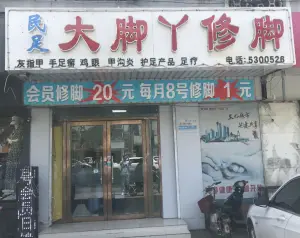 民足
大脚丫修脚
灰指甲 手足癣 鸡眼 甲沟炎 护足产品 足疗
电话:5300528
会员修脚 20 元 每月8号修脚 1 元